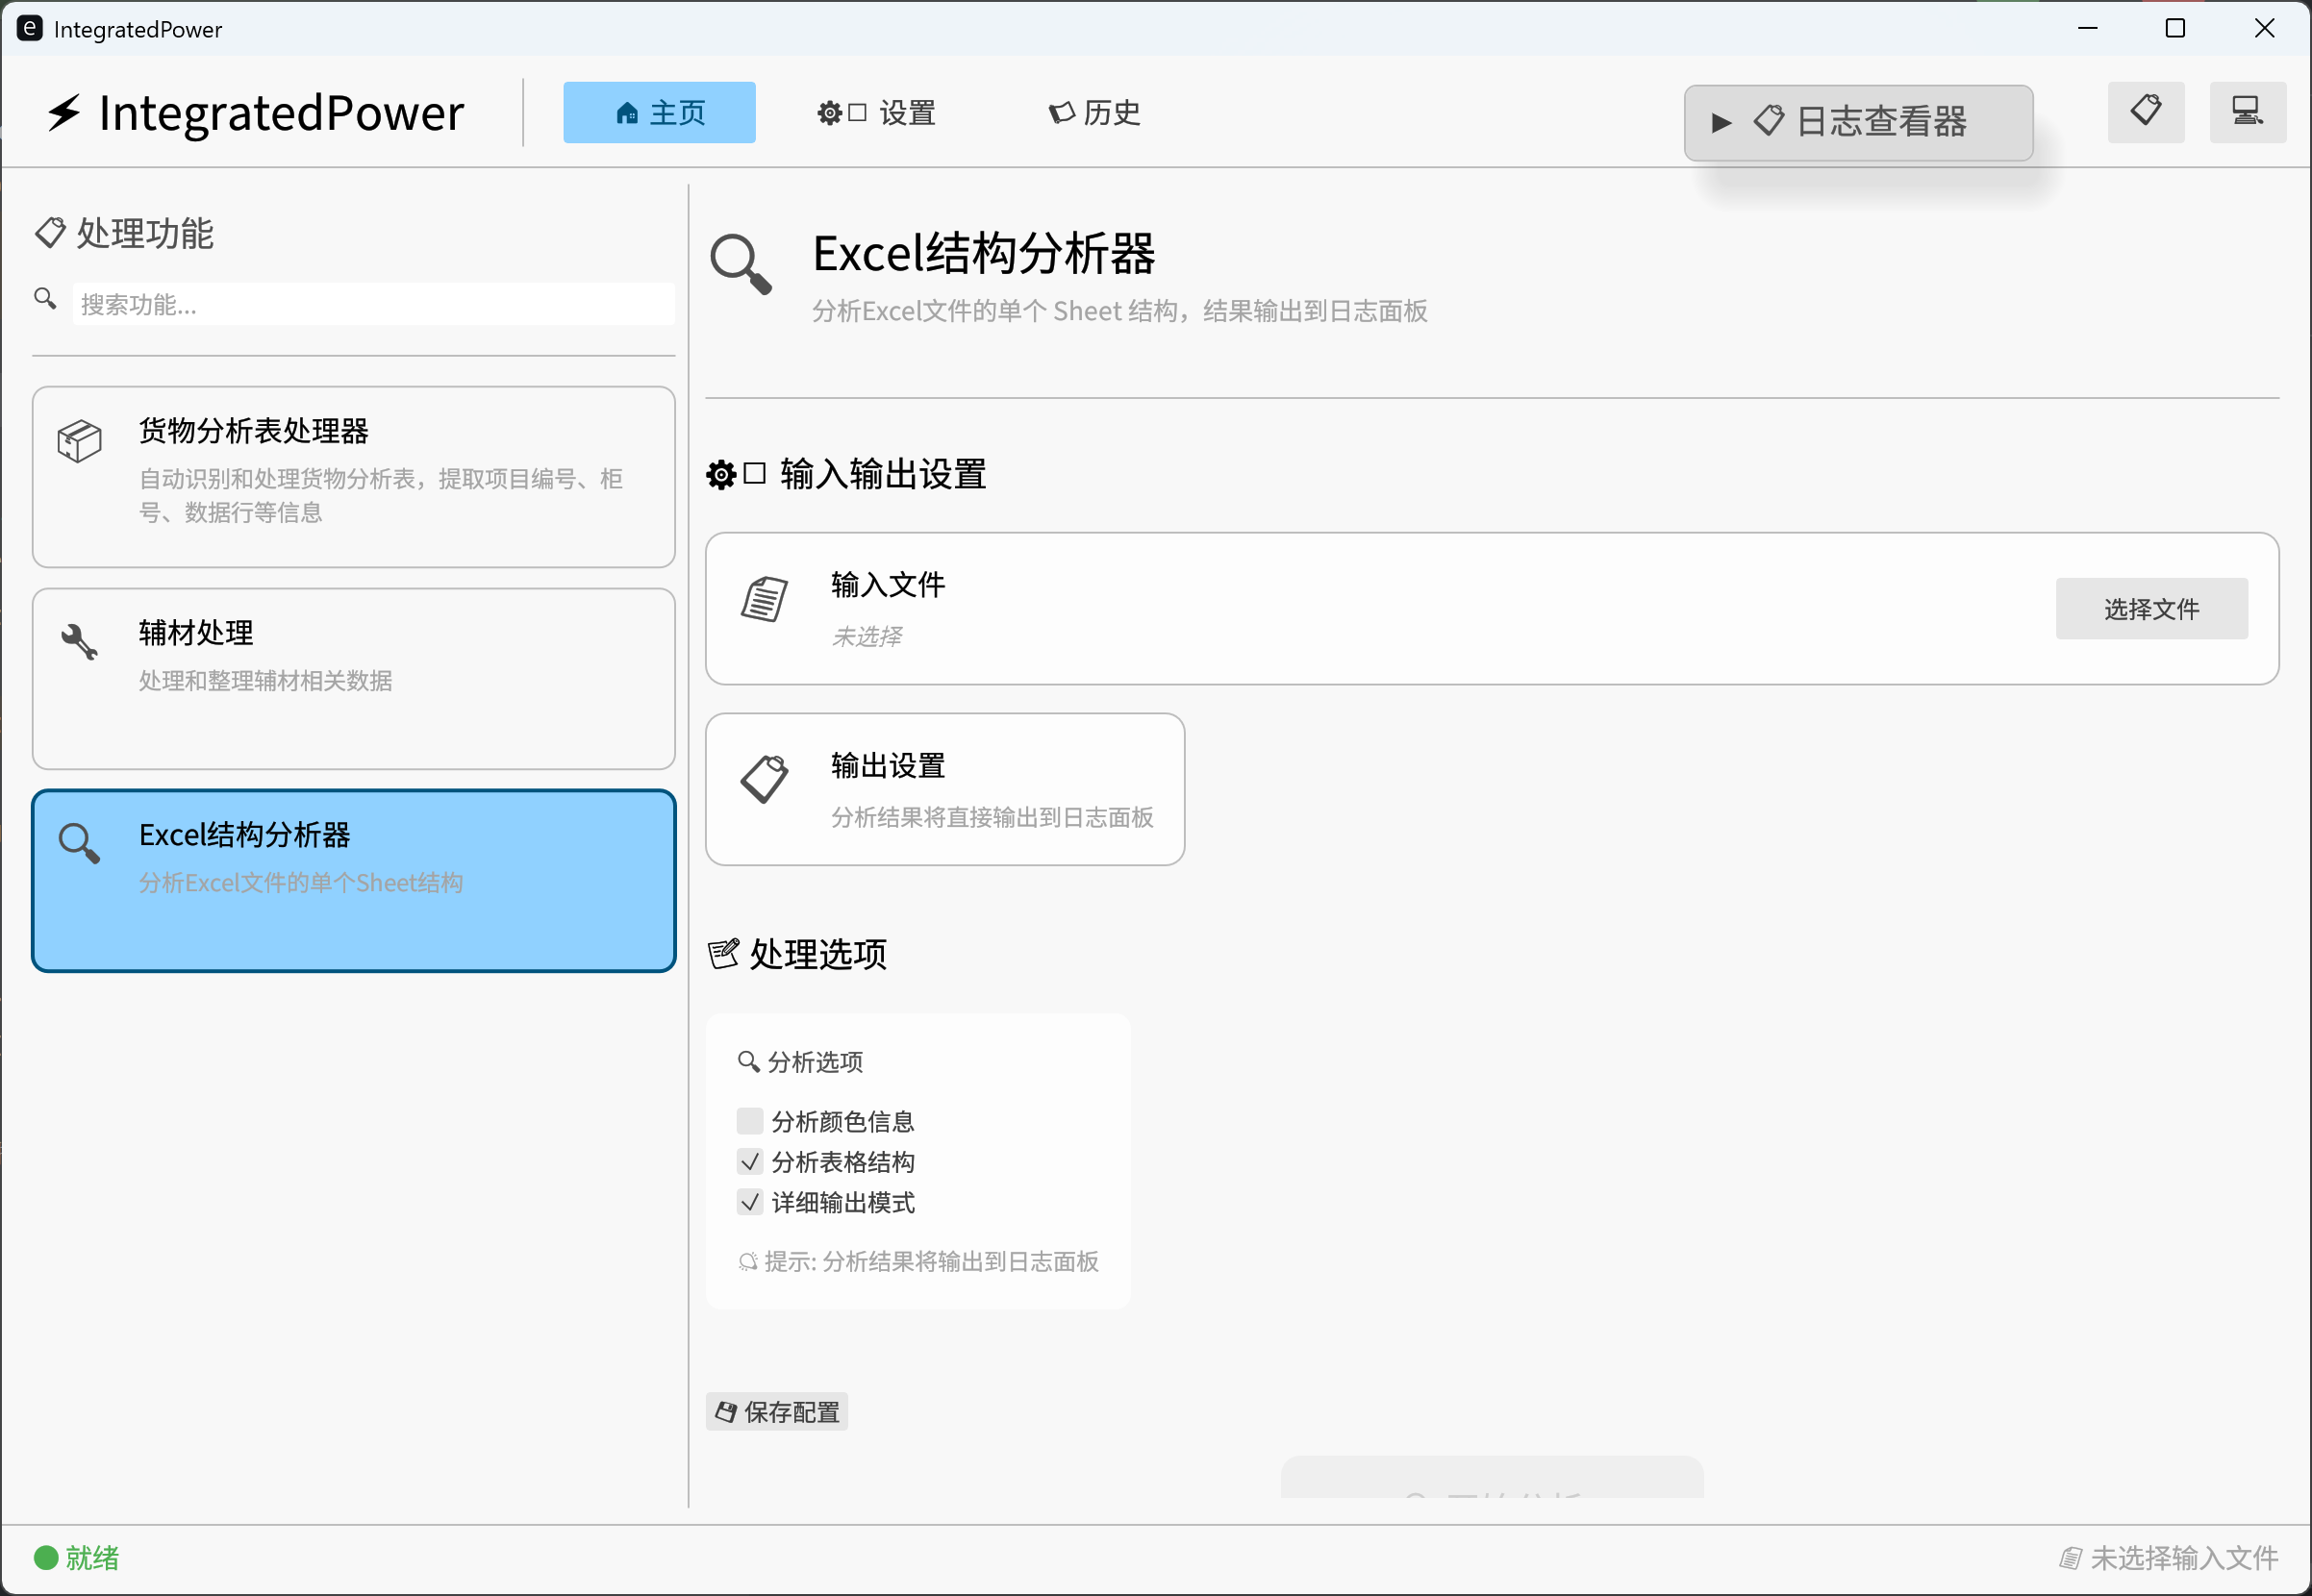 IntegratedPower
⚡ IntegratedPower
主页
设置
历史
▶ 日志查看器
处理功能
搜索功能...
货物分析表处理器
自动识别和处理货物分析表，提取项目编号、柜
号、数据行等信息
辅材处理
处理和整理辅材相关数据
Excel结构分析器
分析Excel文件的单个Sheet结构
Excel结构分析器
分析Excel文件的单个 Sheet 结构，结果输出到日志面板
输入输出设置
输入文件
未选择
选择文件
输出设置
分析结果将直接输出到日志面板
处理选项
分析选项
分析颜色信息
分析表格结构
详细输出模式
提示: 分析结果将输出到日志面板
保存配置
就绪
未选择输入文件